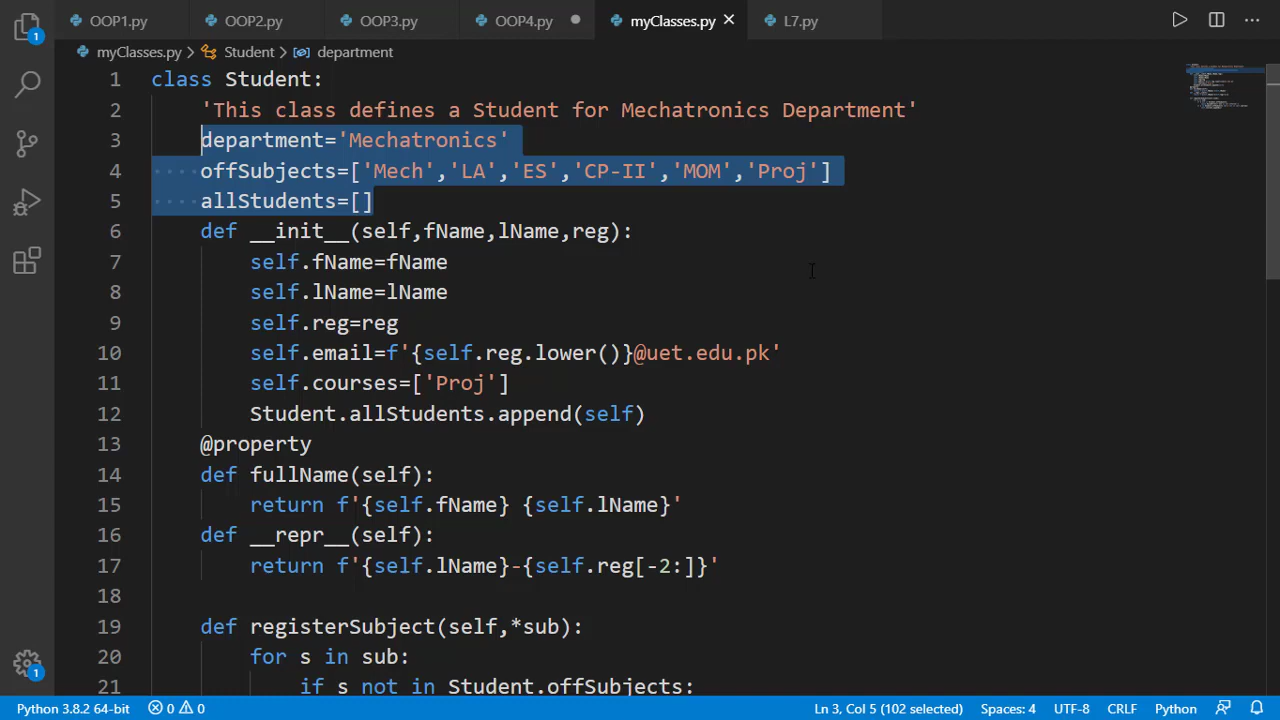 OOP1.py OOP2.py OOP3.py OOP4.py myClasses.py L7.py
myClasses.py > Student > department
1 class Student:
2 'This class defines a Student for Mechatronics Department'
3 department='Mechatronics'
4 offSubjects=['Mech','LA','ES','CP-II','MOM','Proj']
5 allStudents=[]
6 def __init__(self,fName,lName,reg):
7 self.fName=fName
8 self.lName=lName
9 self.reg=reg
10 self.email=f'{self.reg.lower()}@uet.edu.pk'
11 self.courses=['Proj']
12 Student.allStudents.append(self)
13 @property
14 def fullName(self):
15 return f'{self.fName} {self.lName}'
16 def __repr__(self):
17 return f'{self.lName}-{self.reg[-2:]}'
18
19 def registerSubject(self,*sub):
20 for s in sub:
21 if s not in Student.offSubjects:
1
1
Python 3.8.2 64-bit 0 0 Ln 3, Col 5 (102 selected) Spaces: 4 UTF-8 CRLF Python